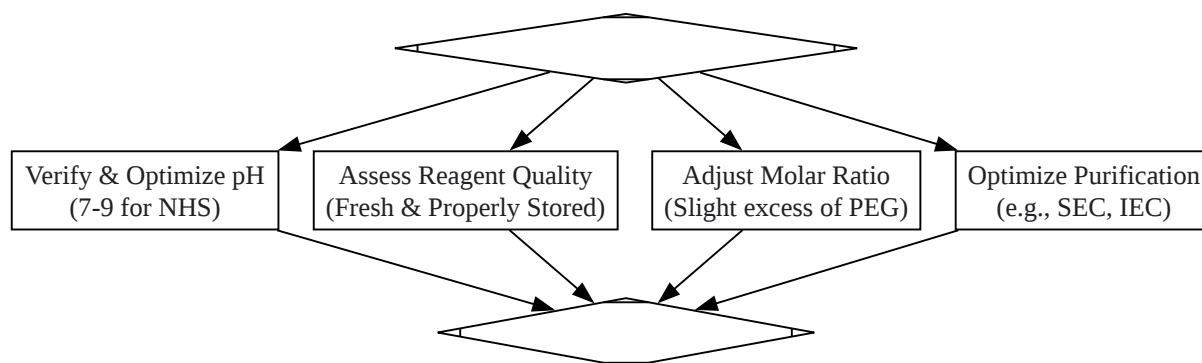 Verify & Optimize pH
(7-9 for NHS)
Assess Reagent Quality
(Fresh & Properly Stored)
Adjust Molar Ratio
(Slight excess of PEG)
Optimize Purification
(e.g., SEC, IEC)